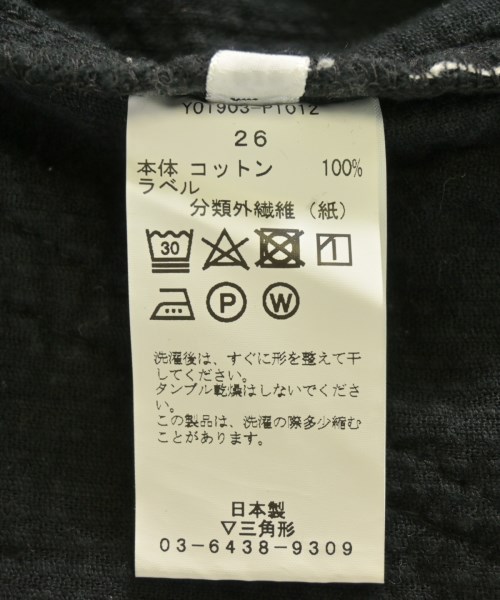 YO1903-P1012
26
本体 コットン 100%
ラベル
分類外繊維(紙)
30
P W
洗濯後は、すぐに形を整えて干
してください。
タンブル乾燥はしないでくださ
い。
この製品は、洗濯の際多少縮む
ことがあります。
日本製
▽三角形
03-6438-9309